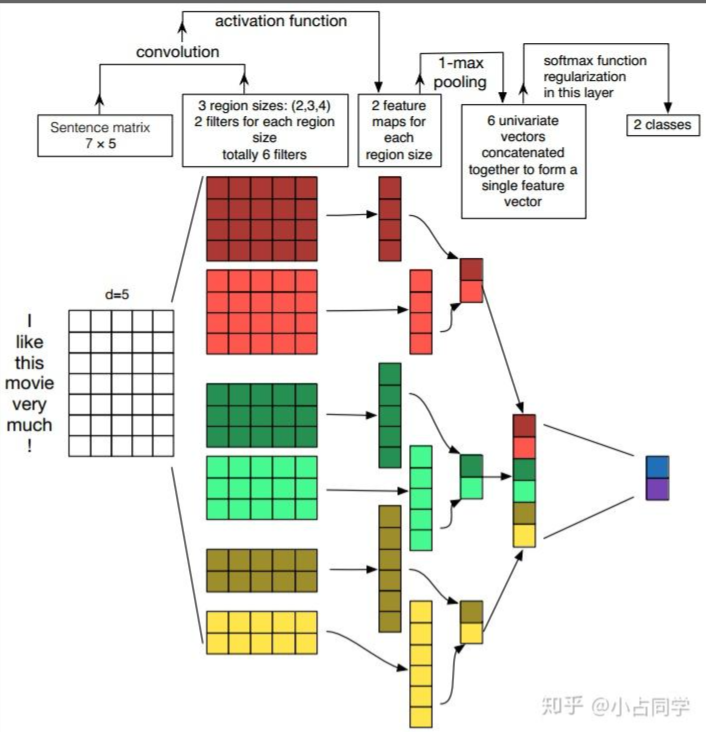 activation function
convolution
1-max
pooling
softmax function
regularization
in this layer
Sentence matrix
7 × 5
3 region sizes: (2,3,4)
2 filters for each region
size
totally 6 filters
2 feature
maps for
each
region size
6 univariate
vectors
concatenated
together to form a
single feature
vector
2 classes
d=5
I
like
this
movie
very
much
!
知乎 @小占同学